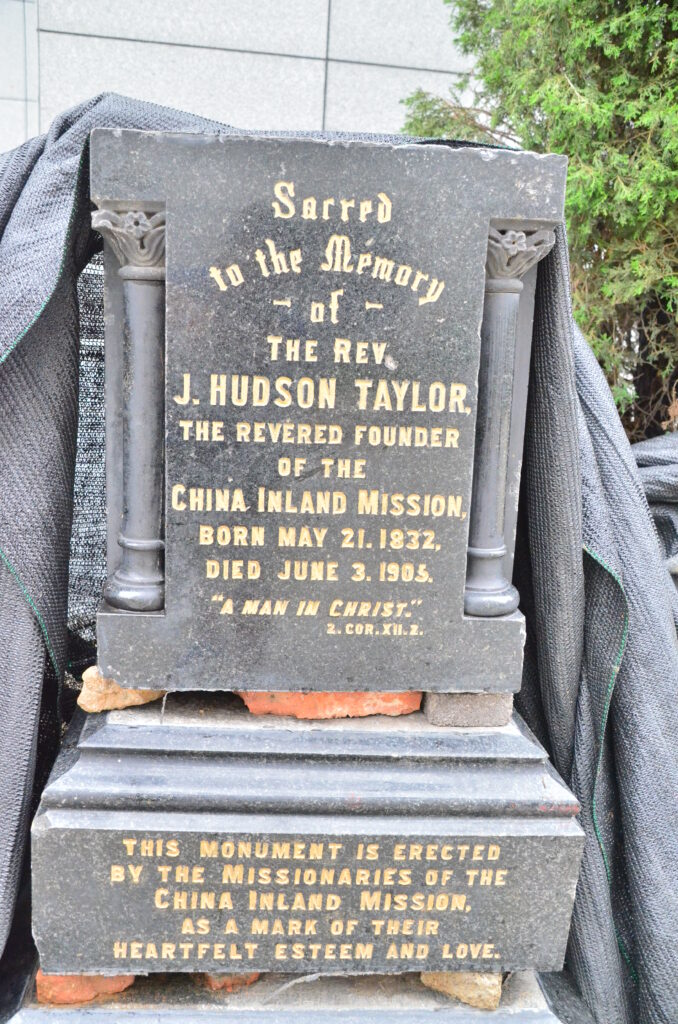 Sacred
to the Memory
- of -
THE REV.
J. HUDSON TAYLOR,
THE REVERED FOUNDER
OF THE
CHINA INLAND MISSION,
BORN MAY 21. 1832,
DIED JUNE 3. 1905.
"A MAN IN CHRIST."
2. COR. XII. 2.
THIS MONUMENT IS ERECTED
BY THE MISSIONARIES OF THE
CHINA INLAND MISSION,
AS A MARK OF THEIR
HEARTFELT ESTEEM AND LOVE.